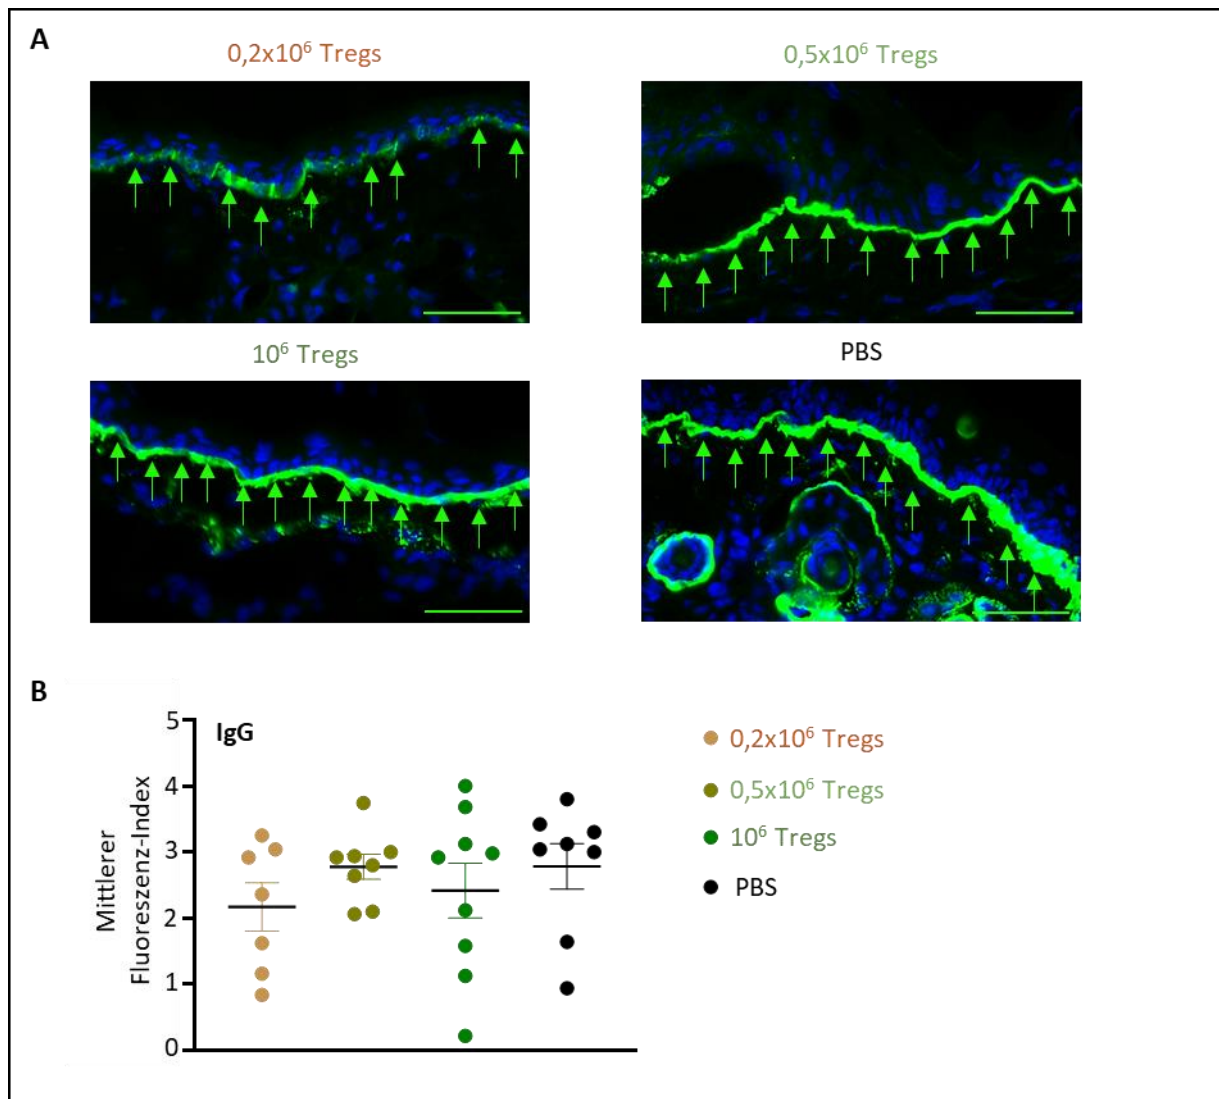 A
0,2x10⁶ Tregs
0,5x10⁶ Tregs
10⁶ Tregs
PBS
B
5
4
3
2
1
0
Mittlerer
Fluoreszenz-Index
IgG
0,2x10⁶ Tregs
0,5x10⁶ Tregs
10⁶ Tregs
PBS